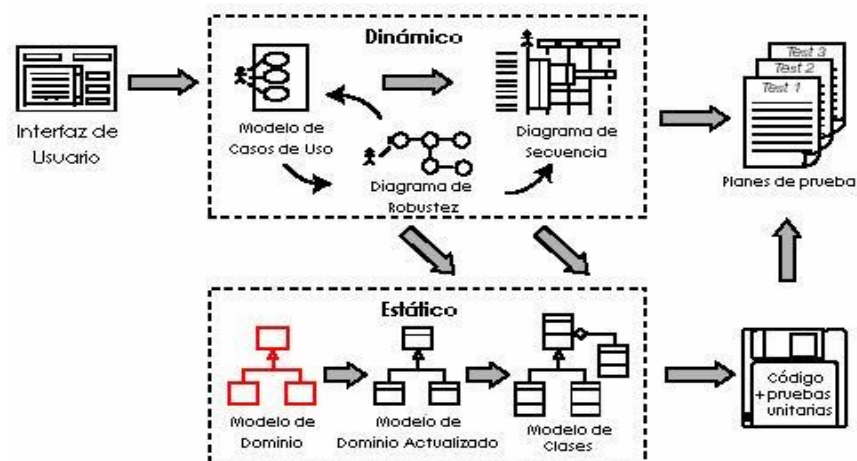 Dinámico
Test 3
Test 2
Test 1
Interfaz de
Usuario
Modelo de
Casos de Uso
Diagrama de
Secuencia
Diagrama de
Robustez
Planes de prueba
Estático
Código
+pruebas
unitarias
Modelo de
Dominio
Modelo de
Dominio Actualizado
Modelo de
Clases